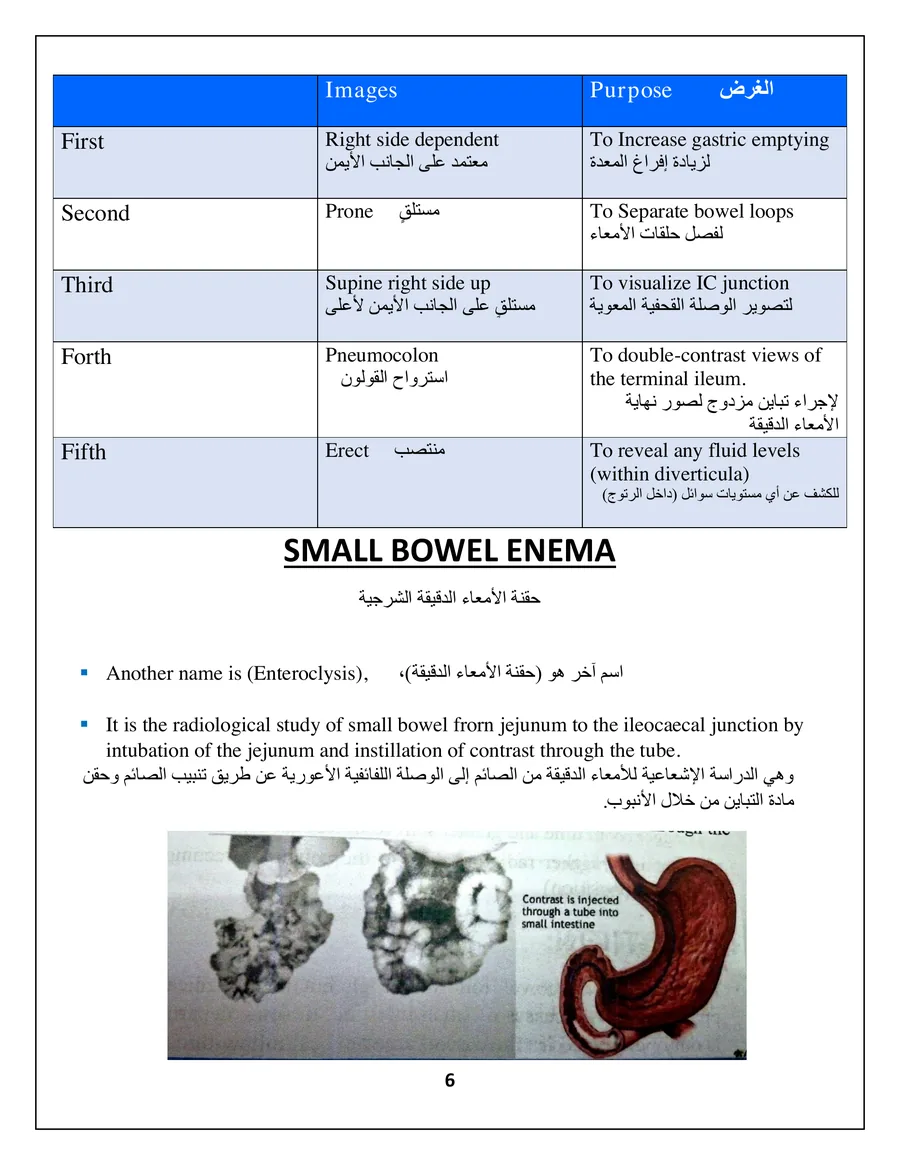 Images
Purpose الغرض
First
Right side dependent
معتمد على الجانب الأيمن
To Increase gastric emptying
لزيادة إفراغ المعدة
Second
Prone مستلقٍ
To Separate bowel loops
لفصل حلقات الأمعاء
Third
Supine right side up
مستلقٍ على الجانب الأيمن لأعلى
To visualize IC junction
لتصوير الوصلة القحفية المعوية
Forth
Pneumocolon
استرواح القولون
To double-contrast views of
the terminal ileum.
لإجراء تباين مزدوج لصور نهاية
الأمعاء الدقيقة
Fifth
Erect منتصب
To reveal any fluid levels
(within diverticula)
للكشف عن أي مستويات سوائل (داخل الرتوج)
SMALL BOWEL ENEMA
حقنة الأمعاء الدقيقة الشرجية
▪ Another name is (Enteroclysis), اسم آخر هو (حقنة الأمعاء الدقيقة)،
▪ It is the radiological study of small bowel frorn jejunum to the ileocaecal junction by
intubation of the jejunum and instillation of contrast through the tube.
وهي الدراسة الإشعاعية للأمعاء الدقيقة من الصائم إلى الوصلة اللفائفية الأعورية عن طريق تنبيب الصائم وحقن
مادة التباين من خلال الأنبوب.
Contrast is injected
through a tube into
small intestine
6